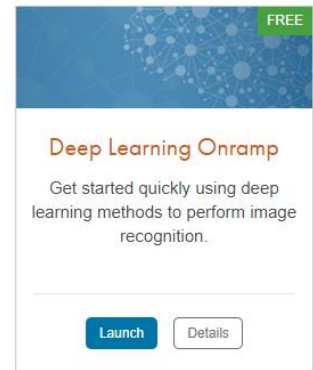 FREE
Deep Learning Onramp
Get started quickly using deep
learning methods to perform image
recognition.
Launch
Details